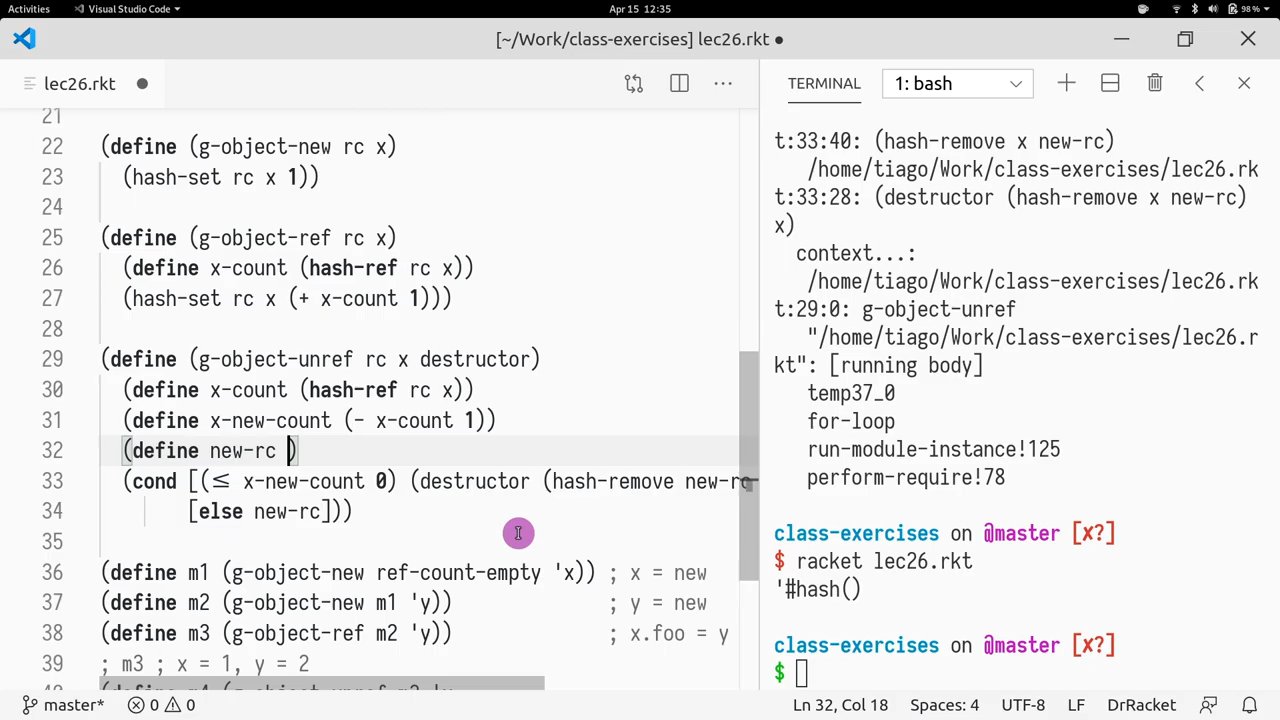 Activities
Visual Studio Code
Apr 15 12:35
98%
[~/Work/class-exercises] lec26.rkt ●
lec26.rkt ●
21
22 (define (g-object-new rc x)
23 (hash-set rc x 1))
24
25 (define (g-object-ref rc x)
26 (define x-count (hash-ref rc x))
27 (hash-set rc x (+ x-count 1)))
28
29 (define (g-object-unref rc x destructor)
30 (define x-count (hash-ref rc x))
31 (define x-new-count (- x-count 1))
32 (define new-rc )
33 (cond [(≤ x-new-count 0) (destructor (hash-remove new-rc
34 [else new-rc]))
35
36 (define m1 (g-object-new ref-count-empty 'x)) ; x = new
37 (define m2 (g-object-new m1 'y)) ; y = new
38 (define m3 (g-object-ref m2 'y)) ; x.foo = y
39 ; m3 ; x = 1, y = 2
TERMINAL
1: bash
t:33:40: (hash-remove x new-rc)
/home/tiago/Work/class-exercises/lec26.rk
t:33:28: (destructor (hash-remove x new-rc)
x)
context...:
/home/tiago/Work/class-exercises/lec26.rk
t:29:0: g-object-unref
"/home/tiago/Work/class-exercises/lec26.r
kt": [running body]
temp37_0
for-loop
run-module-instance!125
perform-require!78
class-exercises on @master [x?]
$ racket lec26.rkt
'#hash()
class-exercises on @master [x?]
$
master*
0
0
Ln 32, Col 18
Spaces: 4
UTF-8
LF
DrRacket